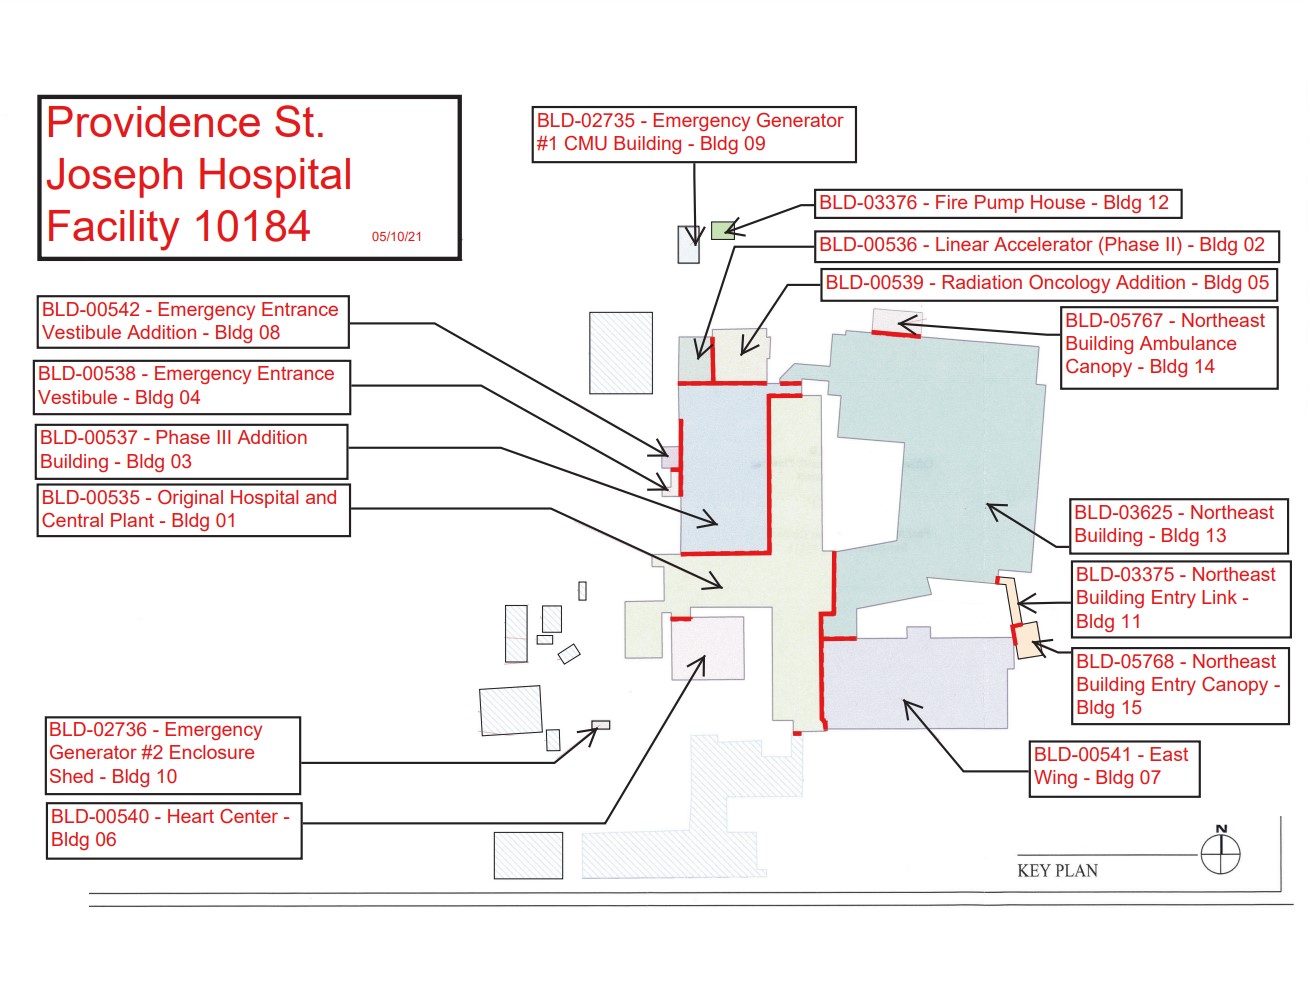 Providence St.
Joseph Hospital
Facility 10184
05/10/21
BLD-02735 - Emergency Generator
#1 CMU Building - Bldg 09
BLD-03376 - Fire Pump House - Bldg 12
BLD-00536 - Linear Accelerator (Phase II) - Bldg 02
BLD-00539 - Radiation Oncology Addition - Bldg 05
BLD-05767 - Northeast
Building Ambulance
Canopy - Bldg 14
BLD-00542 - Emergency Entrance
Vestibule Addition - Bldg 08
BLD-00538 - Emergency Entrance
Vestibule - Bldg 04
BLD-00537 - Phase III Addition
Building - Bldg 03
BLD-00535 - Original Hospital and
Central Plant - Bldg 01
BLD-03625 - Northeast
Building - Bldg 13
BLD-03375 - Northeast
Building Entry Link -
Bldg 11
BLD-05768 - Northeast
Building Entry Canopy -
Bldg 15
BLD-02736 - Emergency
Generator #2 Enclosure
Shed - Bldg 10
BLD-00541 - East
Wing - Bldg 07
BLD-00540 - Heart Center -
Bldg 06
N
KEY PLAN